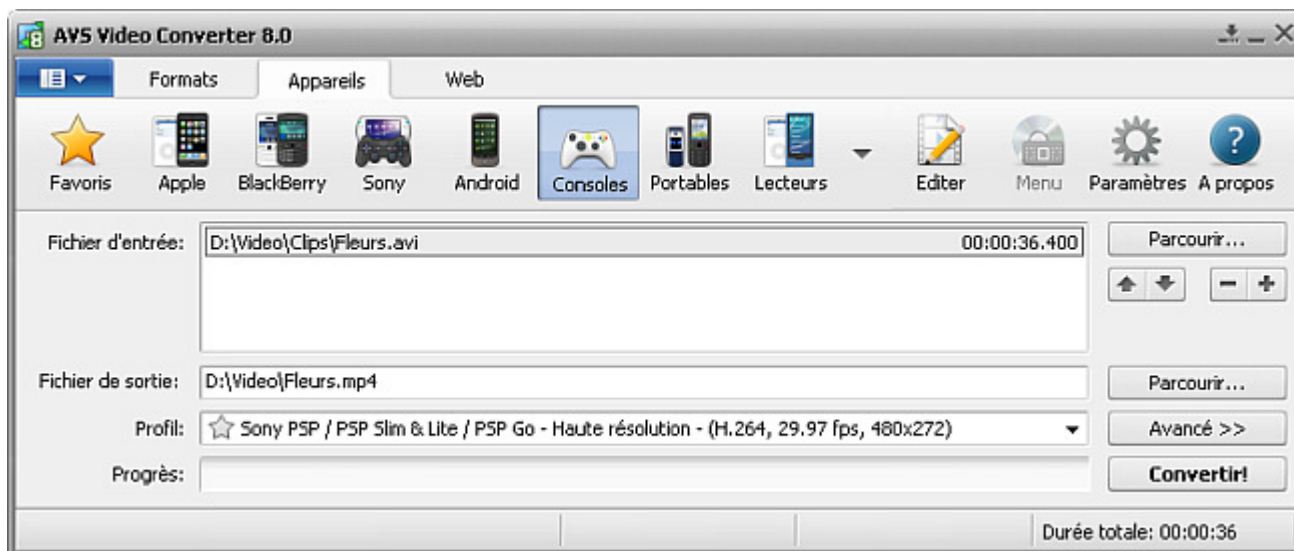 AVS Video Converter 8.0
Formats Appareils Web
Favoris Apple BlackBerry Sony Android Consoles Portables Lecteurs Editer Menu Paramètres A propos
Fichier d'entrée: D:\Video\Clips\Fleurs.avi 00:00:36.400 Parcourir...
Fichier de sortie: D:\Video\Fleurs.mp4 Parcourir...
Profil: Sony PSP / PSP Slim & Lite / PSP Go - Haute résolution - (H.264, 29.97 fps, 480x272) Avancé >>
Progrès: Convertir!
Durée totale: 00:00:36